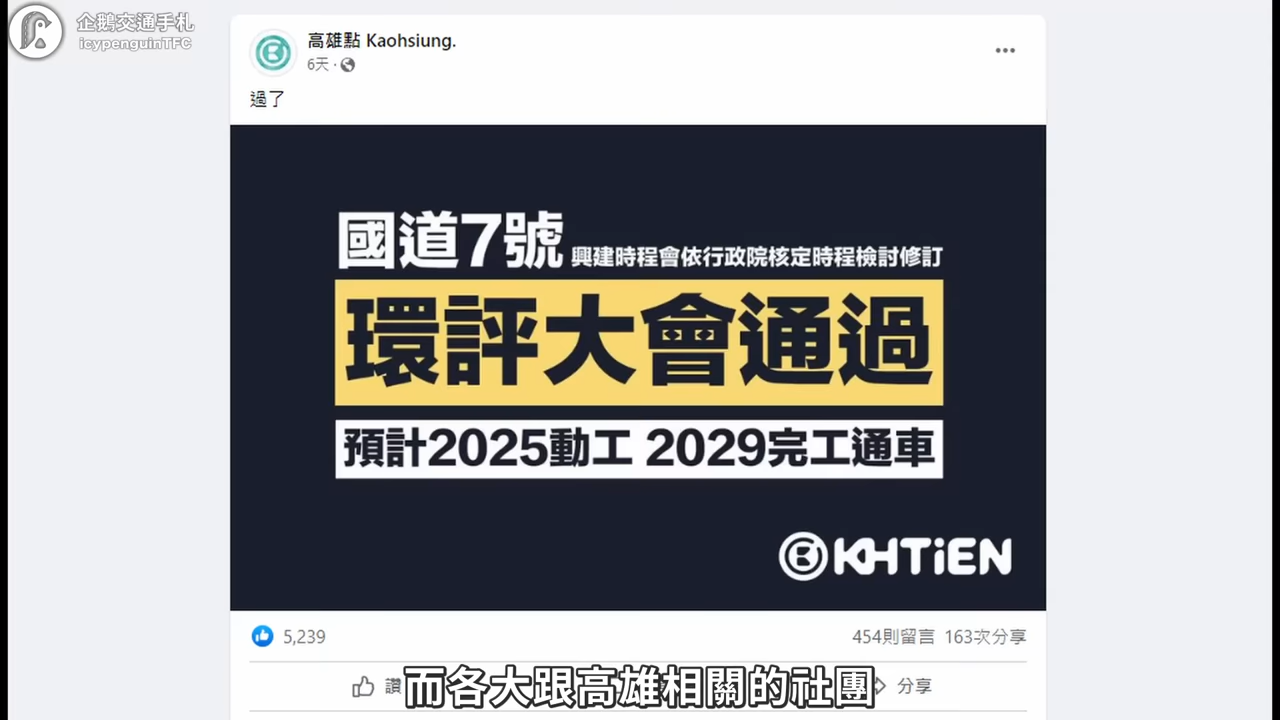 企鵝交通手札
icypenguinTFC
高雄點 Kaohsiung.
6天
過了
國道7號 興建時程會依行政院核定時程檢討修訂
環評大會通過
預計2025動工 2029完工通車
KHTiEN
5,239
454則留言 163次分享
讚
分享
而各大跟高雄相關的社團